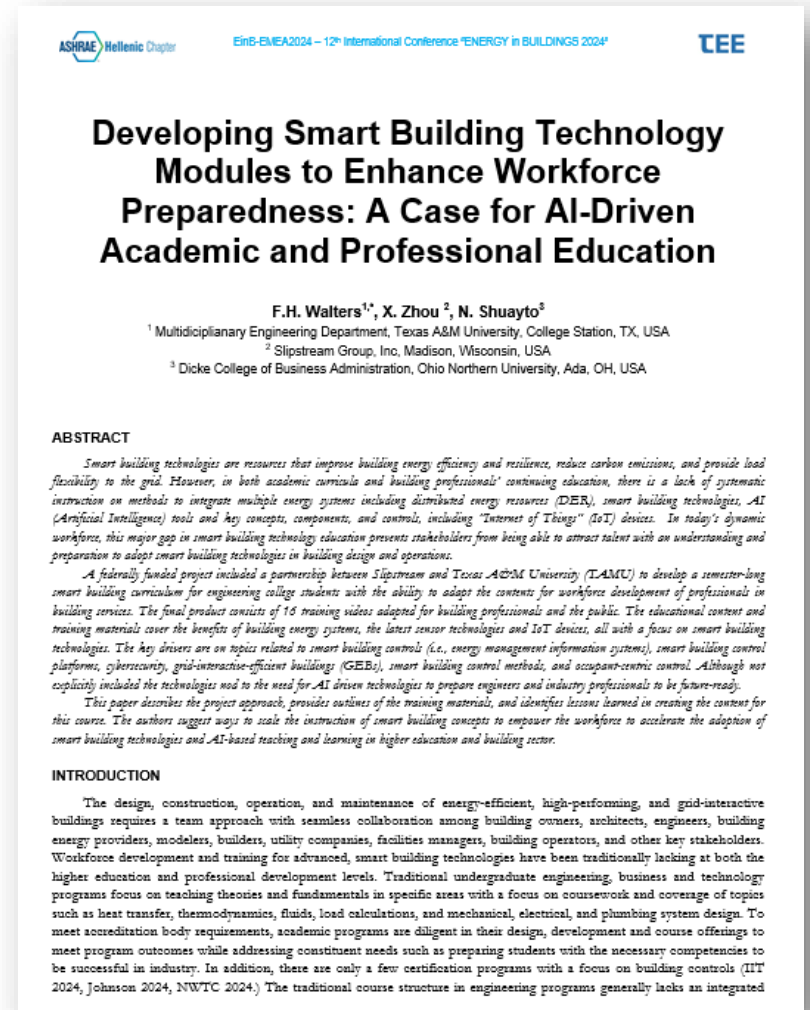 ASHRAE Hellenic Chapter
EinB-EMEA2024 – 12th International Conference "ENERGY in BUILDINGS 2024"
TEE
Developing Smart Building Technology
Modules to Enhance Workforce
Preparedness: A Case for AI-Driven
Academic and Professional Education
F.H. Walters1,*, X. Zhou 2, N. Shuayto3
1 Multidiciplianary Engineering Department, Texas A&M University, College Station, TX, USA
2 Slipstream Group, Inc, Madison, Wisconsin, USA
3 Dicke College of Business Administration, Ohio Northern University, Ada, OH, USA
ABSTRACT
Smart building technologies are resources that improve building energy efficiency and resilience, reduce carbon emissions, and provide load
flexibility to the grid. However, in both academic curricula and building professionals' continuing education, there is a lack of systematic
instruction on methods to integrate multiple energy systems including distributed energy resources (DER), smart building technologies, AI
(Artificial Intelligence) tools and key concepts, components, and controls, including "Internet of Things" (IoT) devices. In today's dynamic
workforce, this major gap in smart building technology education prevents stakeholders from being able to attract talent with an understanding and
preparation to adopt smart building technologies in building design and operations.
A federally funded project included a partnership between Slipstream and Texas A&M University (TAMU) to develop a semester-long
smart building curriculum for engineering college students with the ability to adapt the contents for workforce development of professionals in
building services. The final product consists of 16 training videos adapted for building professionals and the public. The educational content and
training materials cover the benefits of building energy systems, the latest sensor technologies and IoT devices, all with a focus on smart building
technologies. The key drivers are on topics related to smart building controls (i.e., energy management information systems), smart building control
platforms, cybersecurity, grid-interactive-efficient buildings (GEBs), smart building control methods, and occupant-centric control. Although not
explicitly included the technologies nod to the need for AI driven technologies to prepare engineers and industry professionals to be future-ready.
This paper describes the project approach, provides outlines of the training materials, and identifies lessons learned in creating the content for
this course. The authors suggest ways to scale the instruction of smart building concepts to empower the workforce to accelerate the adoption of
smart building technologies and AI-based teaching and learning in higher education and building sector.
INTRODUCTION
The design, construction, operation, and maintenance of energy-efficient, high-performing, and grid-interactive
buildings requires a team approach with seamless collaboration among building owners, architects, engineers, building
energy providers, modelers, builders, utility companies, facilities managers, building operators, and other key stakeholders.
Workforce development and training for advanced, smart building technologies have been traditionally lacking at both the
higher education and professional development levels. Traditional undergraduate engineering, business and technology
programs focus on teaching theories and fundamentals in specific areas with a focus on coursework and coverage of topics
such as heat transfer, thermodynamics, fluids, load calculations, and mechanical, electrical, and plumbing system design. To
meet accreditation body requirements, academic programs are diligent in their design, development and course offerings to
meet program outcomes while addressing constituent needs such as preparing students with the necessary competencies to
be successful in industry. In addition, there are only a few certification programs with a focus on building controls (IIT
2024, Johnson 2024, NWTC 2024.) The traditional course structure in engineering programs generally lacks an integrated